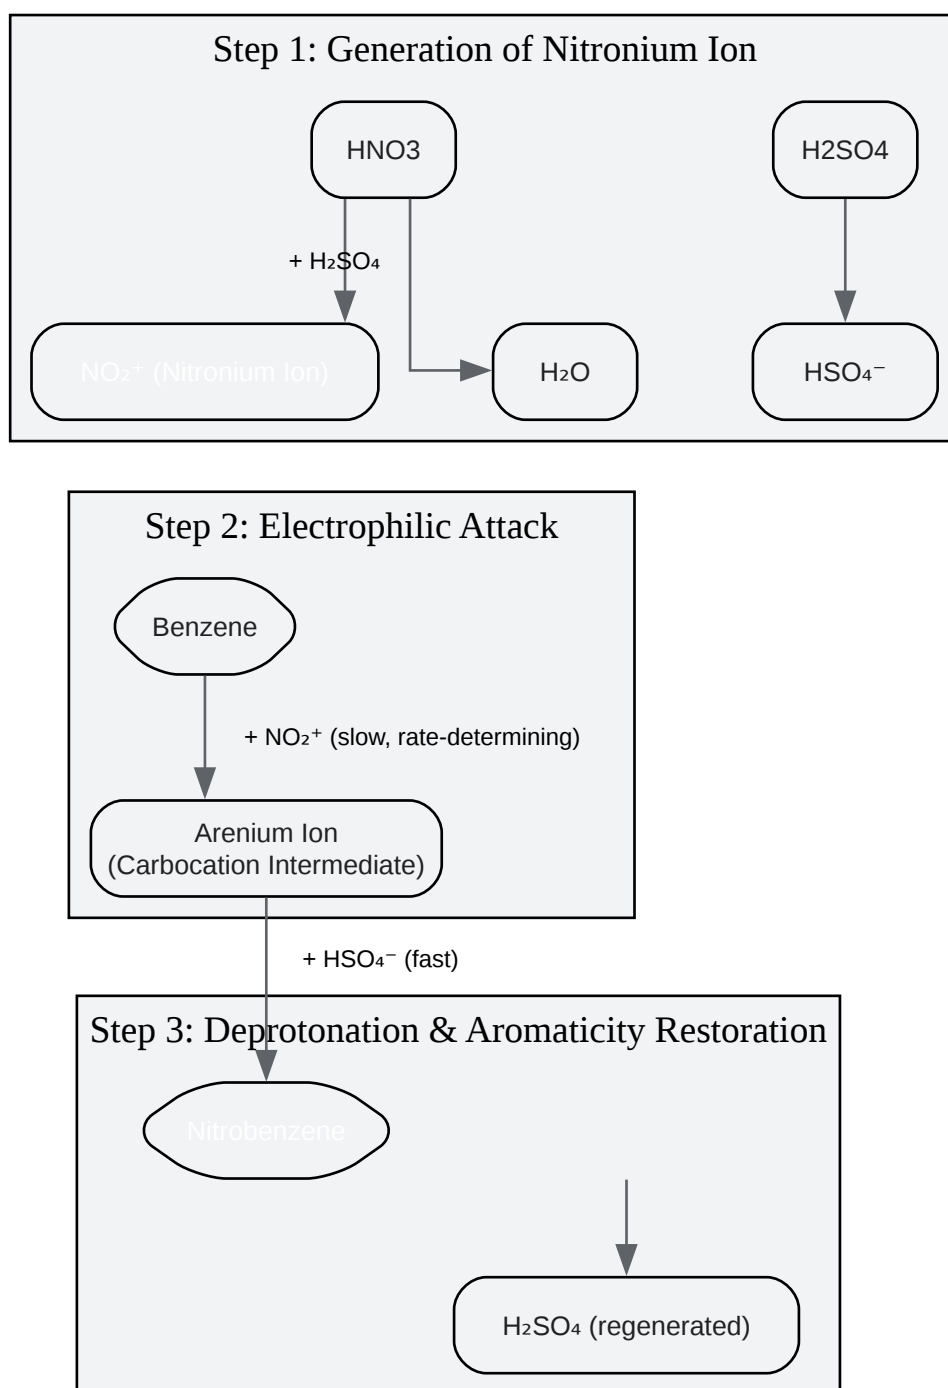 Step 1: Generation of Nitronium Ion
HNO3
H2SO4
+ H₂SO₄
NO₂⁺ (Nitronium Ion)
H₂O
HSO₄⁻
Step 2: Electrophilic Attack
Benzene
+ NO₂⁺ (slow, rate-determining)
Arenium Ion
(Carbocation Intermediate)
+ HSO₄⁻ (fast)
Step 3: Deprotonation & Aromaticity Restoration
Nitrobenzene
H₂SO₄ (regenerated)